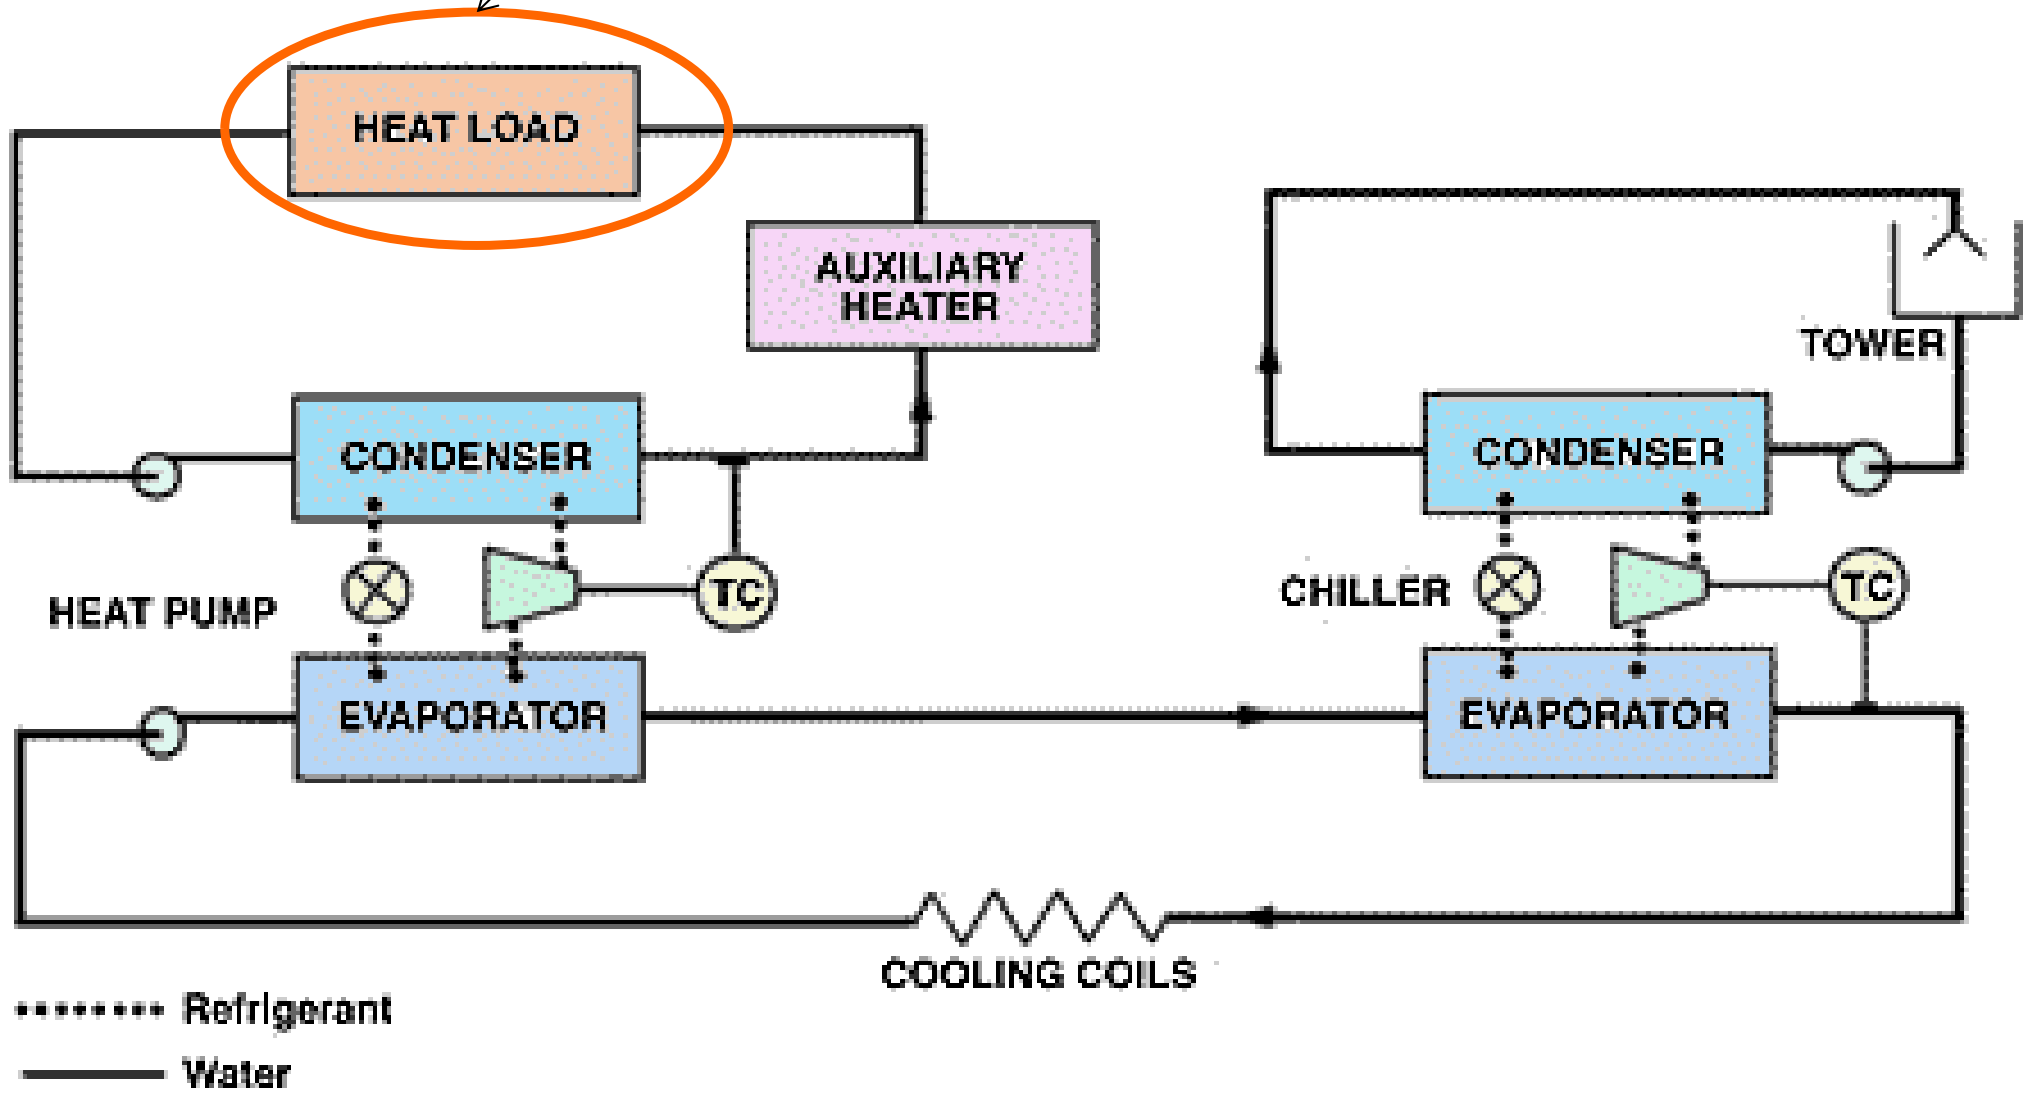 HEAT LOAD
AUXILIARY
HEATER
TOWER
CONDENSER
CONDENSER
HEAT PUMP
TC
CHILLER
TC
EVAPORATOR
EVAPORATOR
COOLING COILS
Refrigerant
Water